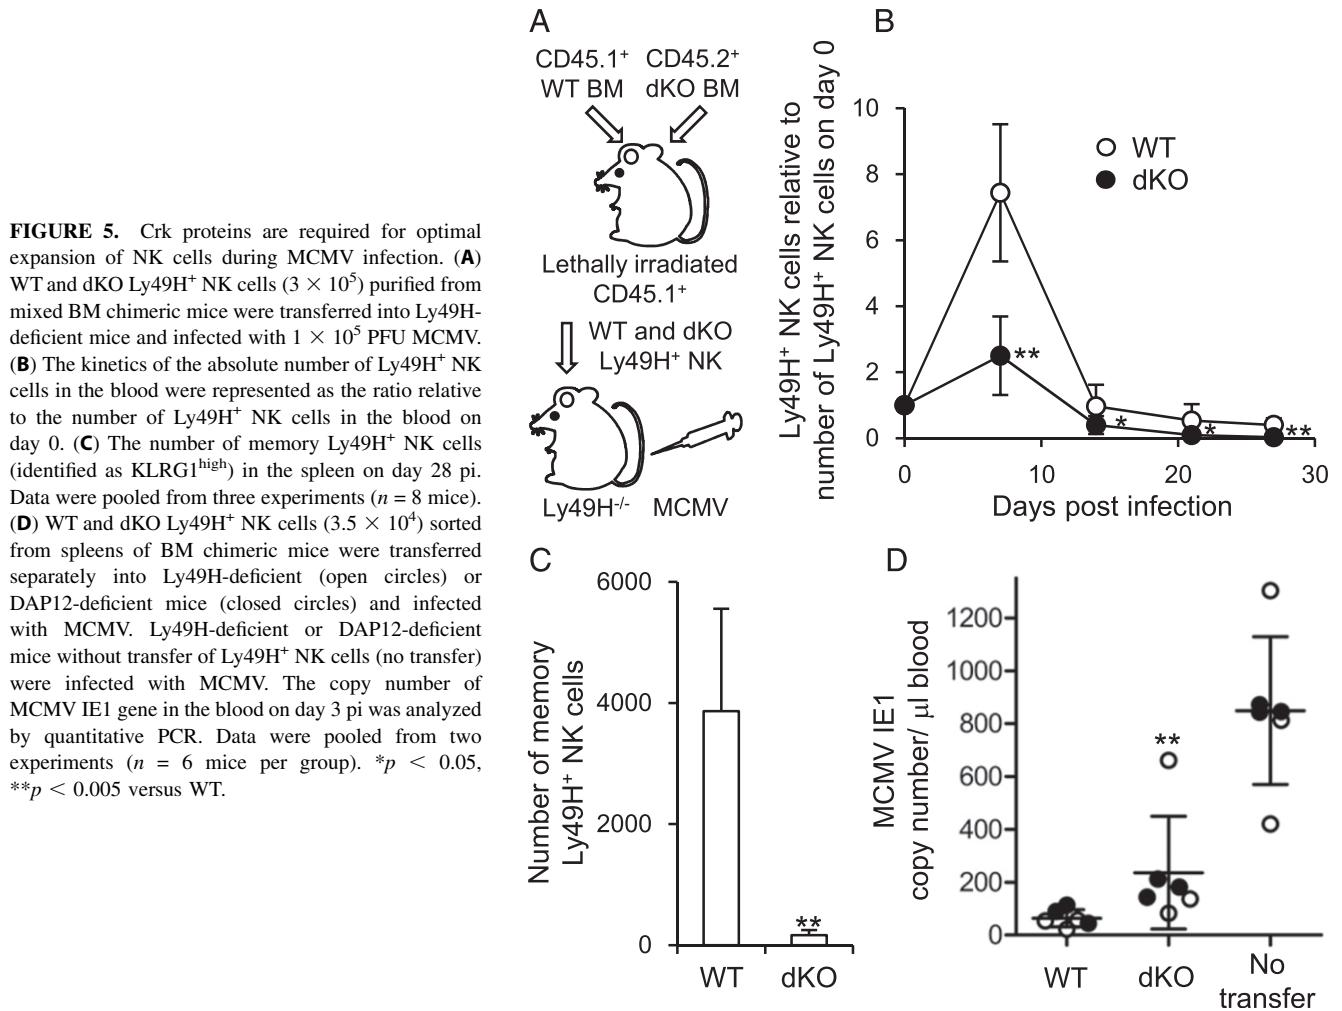 FIGURE 5. Crk proteins are required for optimal
expansion of NK cells during MCMV infection. (A)
WT and dKO Ly49H⁺ NK cells (3 × 10⁵) purified from
mixed BM chimeric mice were transferred into Ly49H-
deficient mice and infected with 1 × 10⁵ PFU MCMV.
(B) The kinetics of the absolute number of Ly49H⁺ NK
cells in the blood were represented as the ratio relative
to the number of Ly49H⁺ NK cells in the blood on
day 0. (C) The number of memory Ly49H⁺ NK cells
(identified as KLRG1ʰⁱᵍʰ) in the spleen on day 28 pi.
Data were pooled from three experiments (n = 8 mice).
(D) WT and dKO Ly49H⁺ NK cells (3.5 × 10⁴) sorted
from spleens of BM chimeric mice were transferred
separately into Ly49H-deficient (open circles) or
DAP12-deficient mice (closed circles) and infected
with MCMV. Ly49H-deficient or DAP12-deficient
mice without transfer of Ly49H⁺ NK cells (no transfer)
were infected with MCMV. The copy number of
MCMV IE1 gene in the blood on day 3 pi was analyzed
by quantitative PCR. Data were pooled from two
experiments (n = 6 mice per group). *p < 0.05,
**p < 0.005 versus WT.
A
CD45.1⁺ CD45.2⁺
WT BM dKO BM
Lethally irradiated
CD45.1⁺
WT and dKO
Ly49H⁺ NK
Ly49H⁻/⁻ MCMV
B
Ly49H⁺ NK cells relative to
number of Ly49H⁺ NK cells on day 0
10
8
6
4
2
0
WT
dKO
**
*
*
**
0 10 20 30
Days post infection
C
Number of memory
Ly49H⁺ NK cells
6000
4000
2000
0
**
WT dKO
D
MCMV IE1
copy number/ µl blood
1200
1000
800
600
400
200
0
**
WT dKO No
transfer